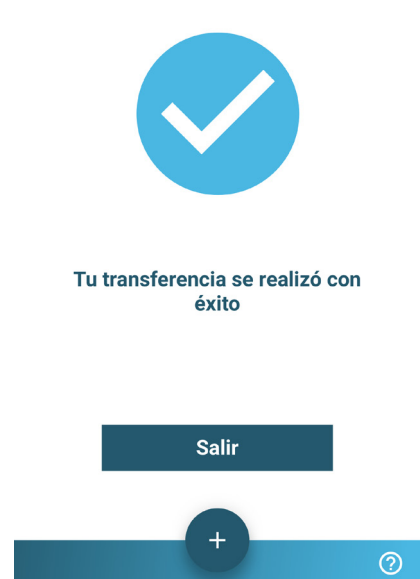 Tu transferencia se realizó con
éxito
Salir
+
?